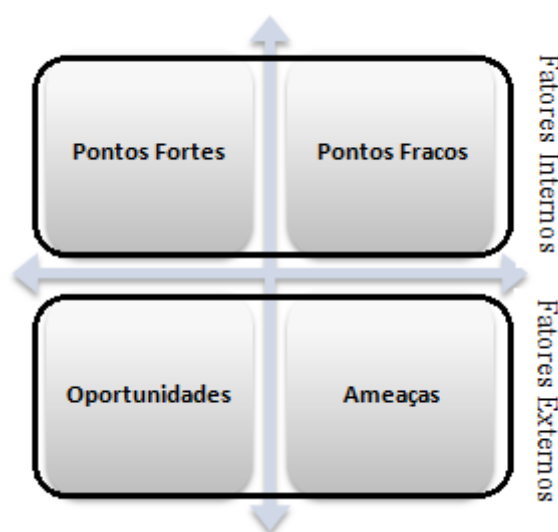 Pontos Fortes
Pontos Fracos
Fatores Internos
Oportunidades
Ameaças
Fatores Externos